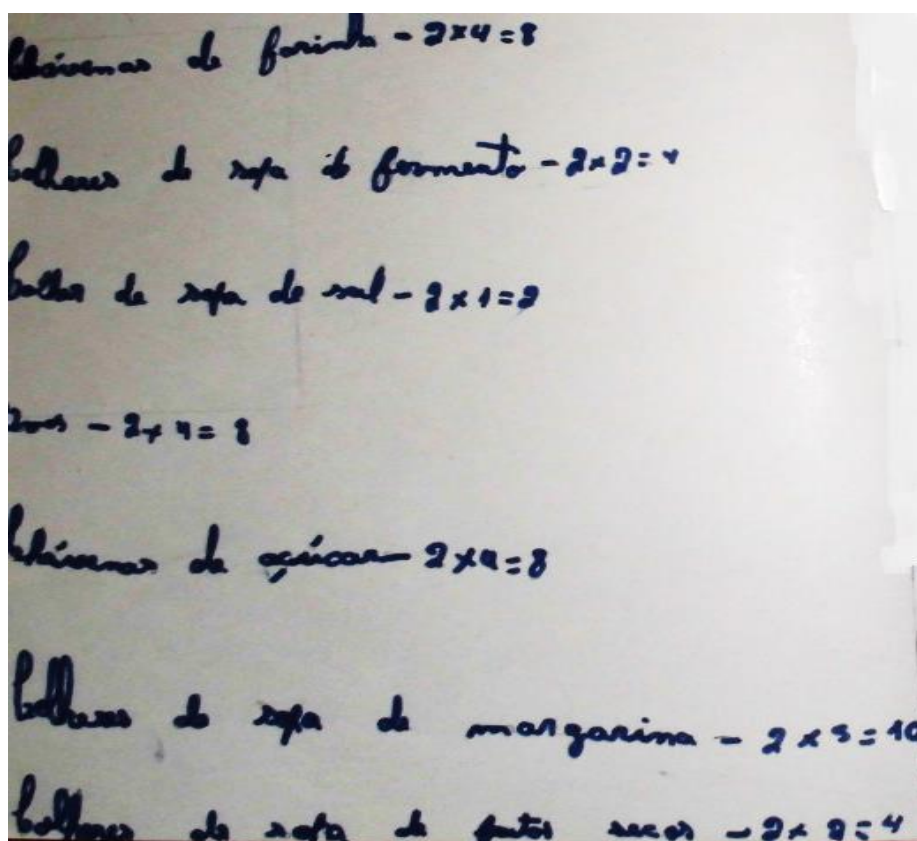 Chávenas de farinha - 2x4=8
Colheres de sopa de fermento - 2x2=4
Colher de sopa de sal - 2x1=2
Ovos - 2x4=8
Chávenas de açúcar - 2x4=8
Colheres de sopa de margarina - 2x5=10
Colheres de sopa de frutos secos - 2x2=4